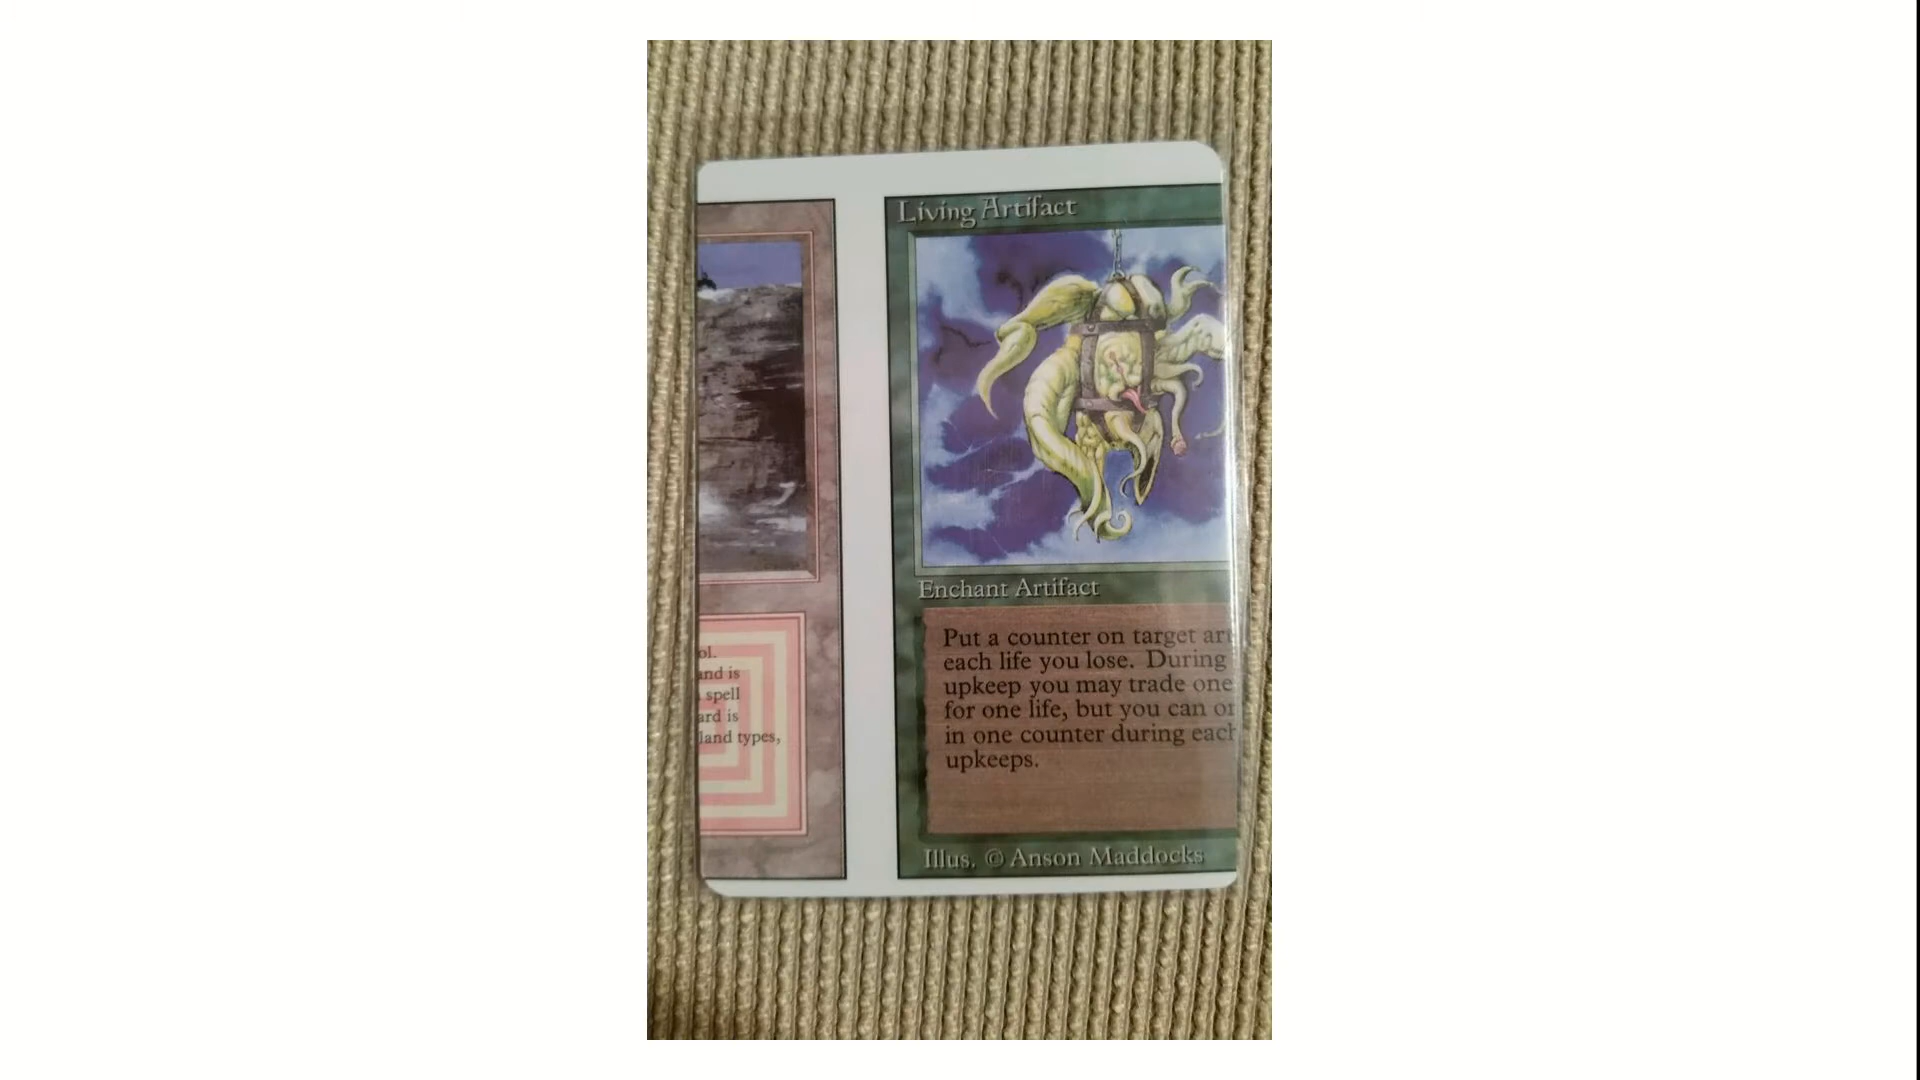 ol.
and is
spell
ard is
land types,
Living Artifact
Enchant Artifact
Put a counter on target
each life you lose. During
upkeep you may trade one
for one life, but you can
in one counter during each
upkeeps.
Illus. © Anson Maddocks